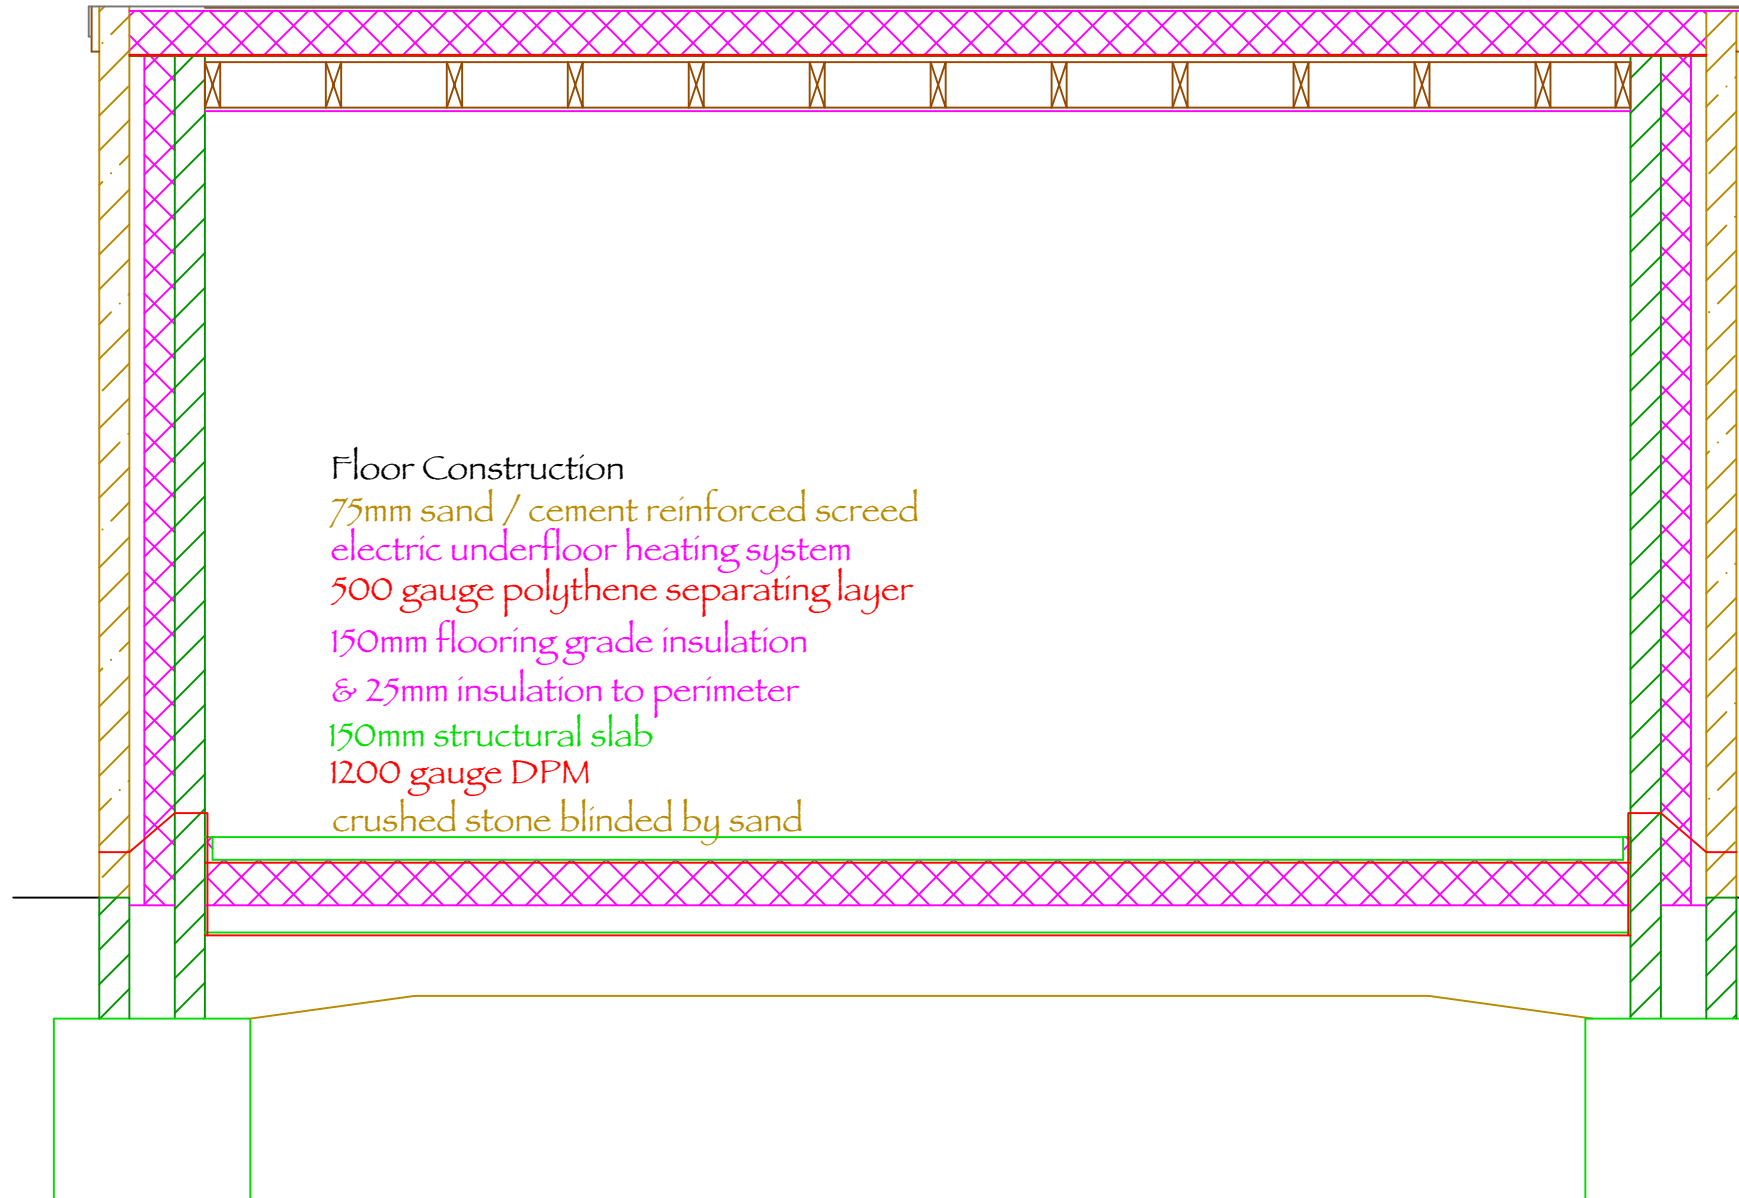 Floor Construction
75mm sand / cement reinforced screed
electric underfloor heating system
500 gauge polythene separating layer
150mm flooring grade insulation
& 25mm insulation to perimeter
150mm structural slab
1200 gauge DPM
crushed stone blinded by sand